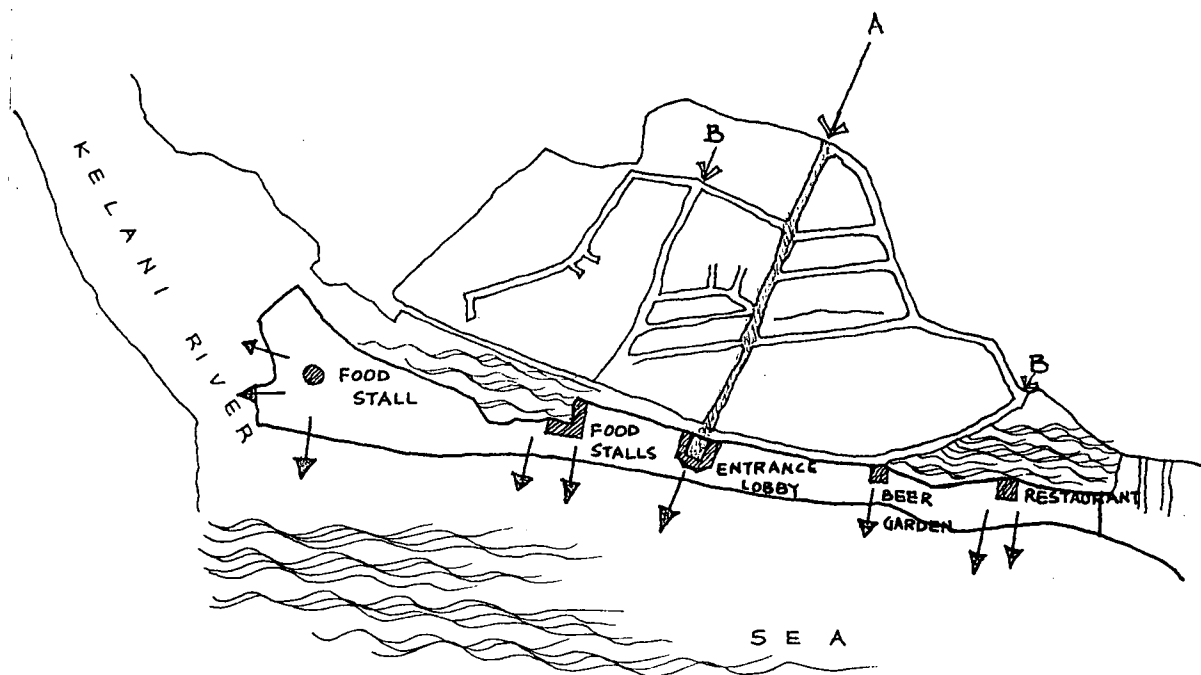 A
B
KELANI RIVER
B
FOOD
STALL
FOOD
STALLS
ENTRANCE
LOBBY
BEER
GARDEN
RESTAURANT
SEA